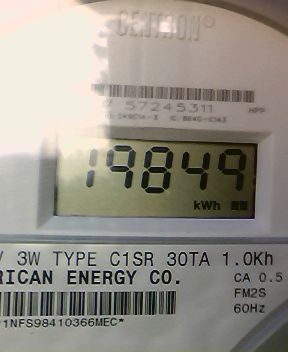 CENTRON®
57245311 HPP
19849
kWh
V 3W TYPE C1SR 30TA 1.0Kh
RICAN ENERGY CO. CA 0.5
FM2S
1NFS98410366MEC* 60Hz